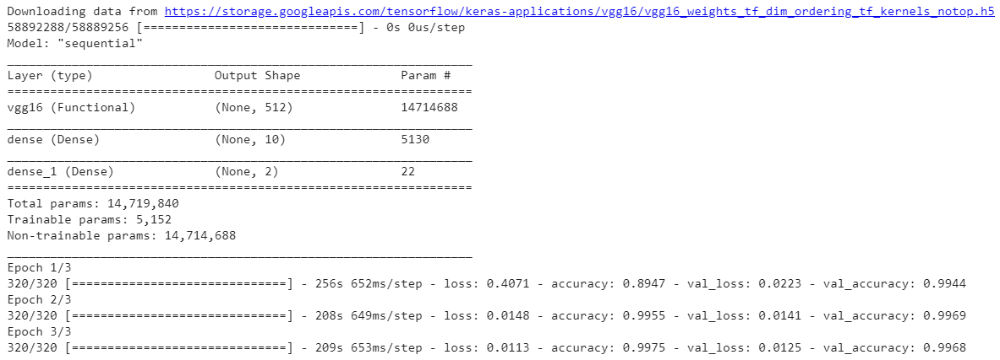 Downloading data from https://storage.googleapis.com/tensorflow/keras-applications/vgg16/vgg16_weights_tf_dim_ordering_tf_kernels_notop.h5
58892288/58889256 [==============================] - 0s 0us/step
Model: "sequential"
_________________________________________________________________
Layer (type)                 Output Shape              Param #
=================================================================
vgg16 (Functional)           (None, 512)               14714688
_________________________________________________________________
dense (Dense)                (None, 10)                5130
_________________________________________________________________
dense_1 (Dense)              (None, 2)                 22
=================================================================
Total params: 14,719,840
Trainable params: 5,152
Non-trainable params: 14,714,688
_________________________________________________________________
Epoch 1/3
320/320 [==============================] - 256s 652ms/step - loss: 0.4071 - accuracy: 0.8947 - val_loss: 0.0223 - val_accuracy: 0.9944
Epoch 2/3
320/320 [==============================] - 208s 649ms/step - loss: 0.0148 - accuracy: 0.9955 - val_loss: 0.0141 - val_accuracy: 0.9969
Epoch 3/3
320/320 [==============================] - 209s 653ms/step - loss: 0.0113 - accuracy: 0.9975 - val_loss: 0.0125 - val_accuracy: 0.9968